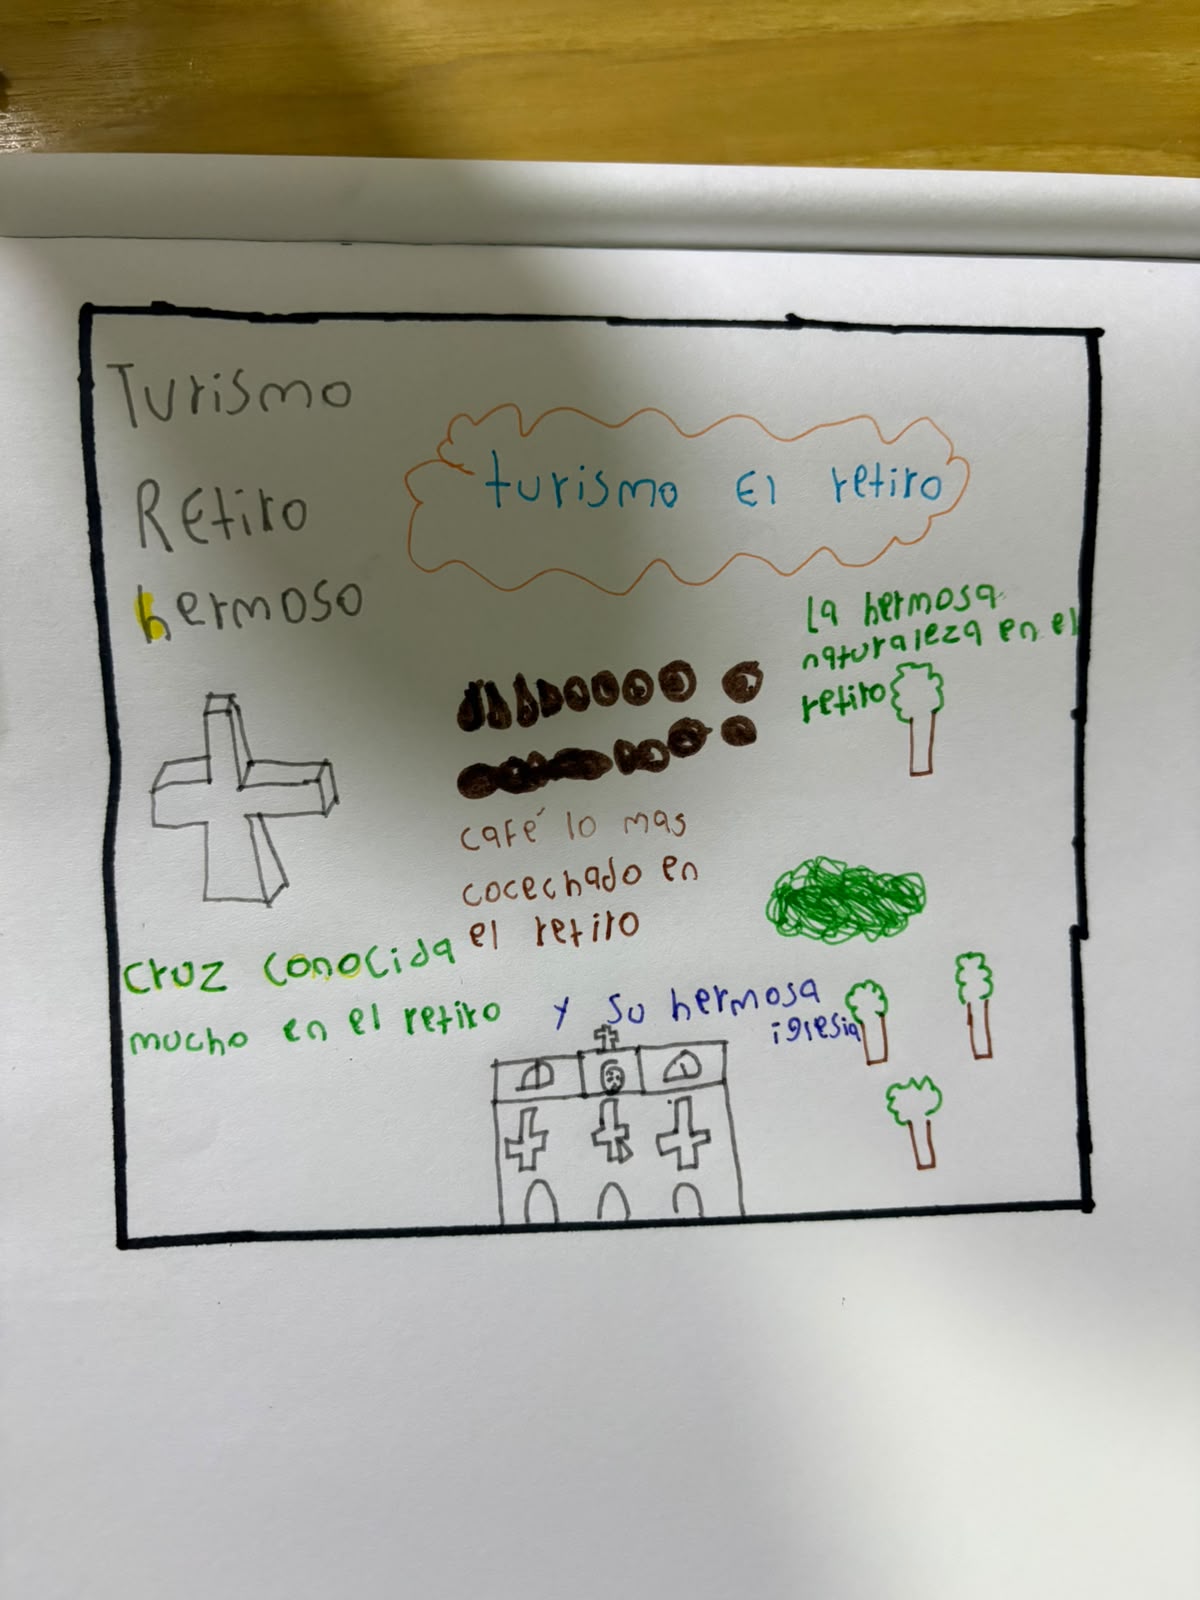 Turismo
REtiro
hermoso
turismo El retiro
la hermosa
naturaleza en el
retiro
café lo mas
cocechado en
el retiro
cruz conocida
mucho en el retiro
y su hermosa
iglesia